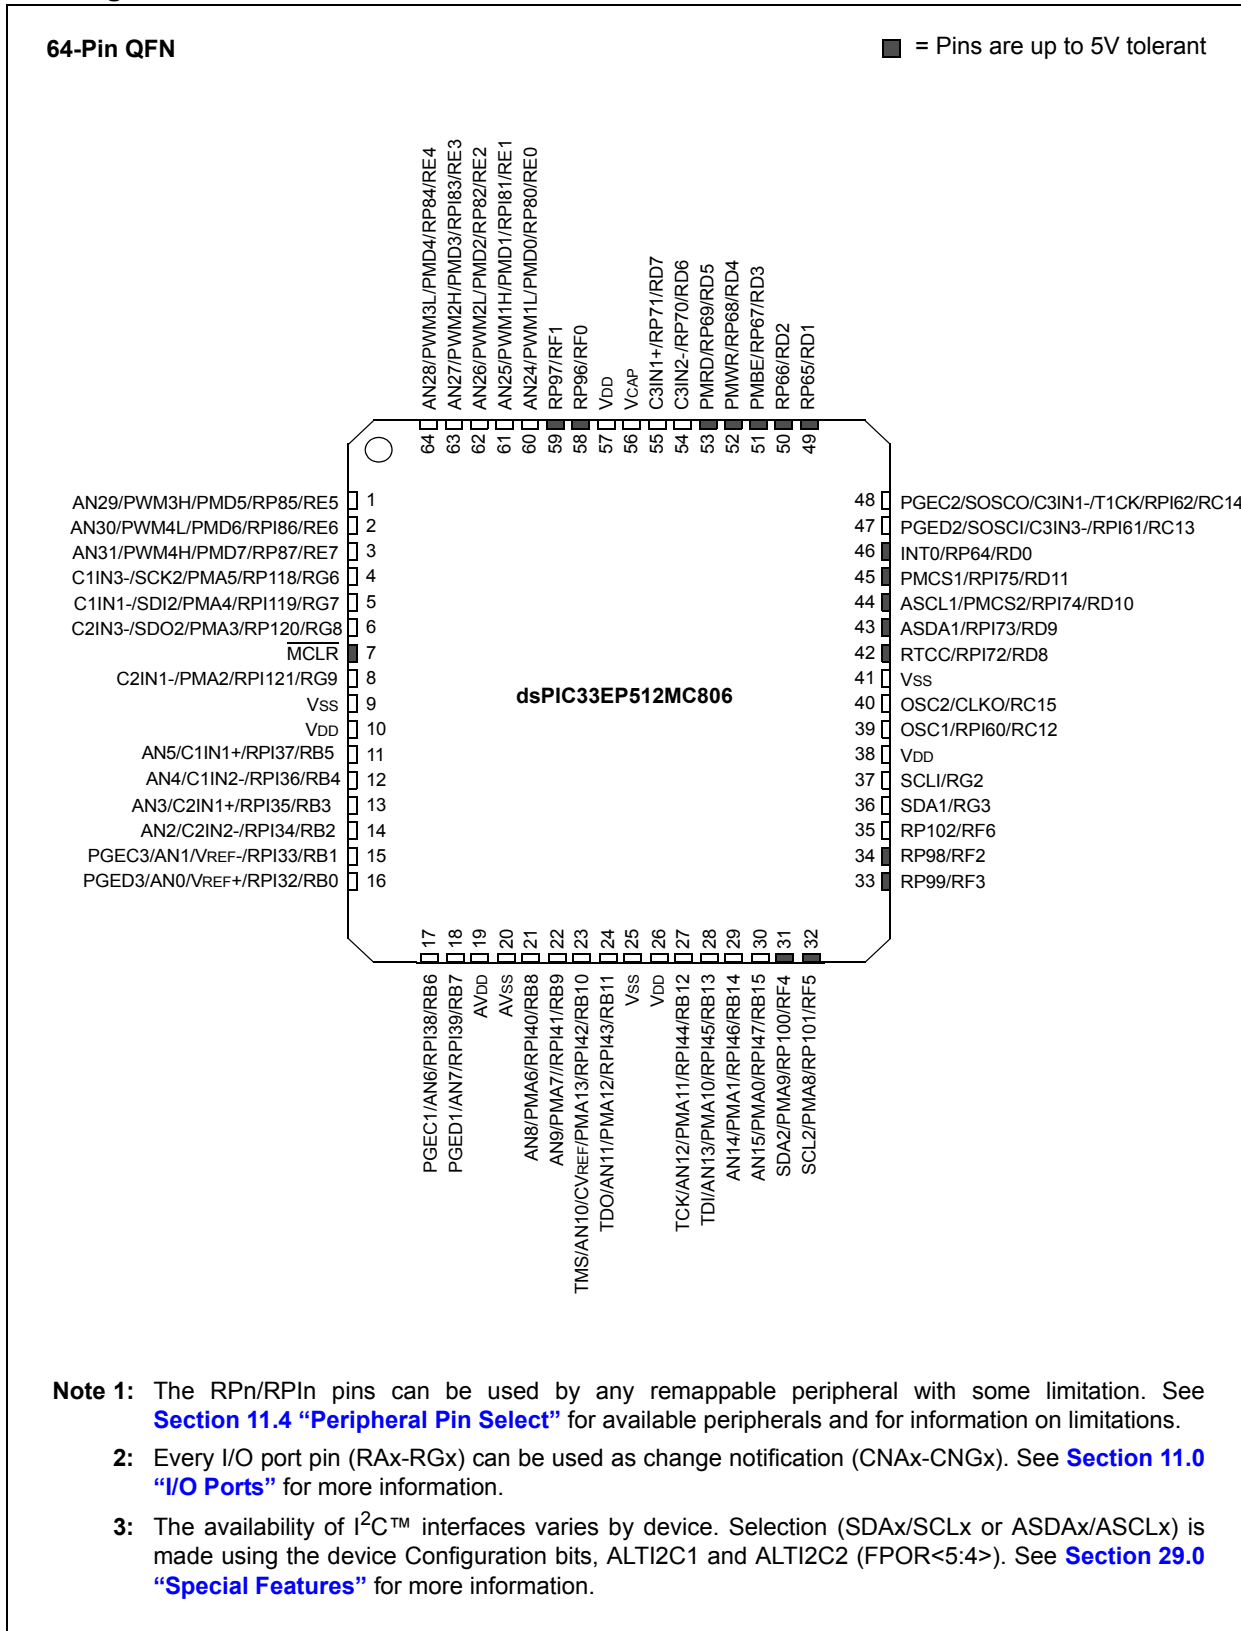 64-Pin QFN
= Pins are up to 5V tolerant
AN28/PWM3L/PMD4/RP84/RE4
AN27/PWM2H/PMD3/RPI83/RE3
AN26/PWM2L/PMD2/RP82/RE2
AN25/PWM1H/PMD1/RPI81/RE1
AN24/PWM1L/PMD0/RP80/RE0
RP97/RF1
RP96/RF0
VDD
VCAP
C3IN1+/RP71/RD7
C3IN2-/RP70/RD6
PMRD/RP69/RD5
PMWR/RP68/RD4
PMBE/RP67/RD3
RP66/RD2
RP65/RD1
64 63 62 61 60 59 58 57 56 55 54 53 52 51 50 49
AN29/PWM3H/PMD5/RP85/RE5 1
AN30/PWM4L/PMD6/RPI86/RE6 2
AN31/PWM4H/PMD7/RP87/RE7 3
C1IN3-/SCK2/PMA5/RP118/RG6 4
C1IN1-/SDI2/PMA4/RPI119/RG7 5
C2IN3-/SDO2/PMA3/RP120/RG8 6
MCLR 7
C2IN1-/PMA2/RPI121/RG9 8
VSS 9
VDD 10
AN5/C1IN1+/RPI37/RB5 11
AN4/C1IN2-/RPI36/RB4 12
AN3/C2IN1+/RPI35/RB3 13
AN2/C2IN2-/RPI34/RB2 14
PGEC3/AN1/VREF-/RPI33/RB1 15
PGED3/AN0/VREF+/RPI32/RB0 16
dsPIC33EP512MC806
48 PGEC2/SOSCO/C3IN1-/T1CK/RPI62/RC14
47 PGED2/SOSCI/C3IN3-/RPI61/RC13
46 INT0/RP64/RD0
45 PMCS1/RPI75/RD11
44 ASCL1/PMCS2/RPI74/RD10
43 ASDA1/RPI73/RD9
42 RTCC/RPI72/RD8
41 VSS
40 OSC2/CLKO/RC15
39 OSC1/RPI60/RC12
38 VDD
37 SCLI/RG2
36 SDA1/RG3
35 RP102/RF6
34 RP98/RF2
33 RP99/RF3
17 18 19 20 21 22 23 24 25 26 27 28 29 30 31 32
PGEC1/AN6/RPI38/RB6
PGED1/AN7/RPI39/RB7
AVDD
AVSS
AN8/PMA6/RPI40/RB8
AN9/PMA7//RPI41/RB9
TMS/AN10/CVREF/PMA13/RPI42/RB10
TDO/AN11/PMA12/RPI43/RB11
VSS
VDD
TCK/AN12/PMA11/RPI44/RB12
TDI/AN13/PMA10/RPI45/RB13
AN14/PMA1/RPI46/RB14
AN15/PMA0/RPI47/RB15
SDA2/PMA9/RP100/RF4
SCL2/PMA8/RP101/RF5
Note 1: The RPn/RPIn pins can be used by any remappable peripheral with some limitation. See
Section 11.4 “Peripheral Pin Select” for available peripherals and for information on limitations.
2: Every I/O port pin (RAx-RGx) can be used as change notification (CNAx-CNGx). See Section 11.0
“I/O Ports” for more information.
3: The availability of I2C™ interfaces varies by device. Selection (SDAx/SCLx or ASDAx/ASCLx) is
made using the device Configuration bits, ALTI2C1 and ALTI2C2 (FPOR<5:4>). See Section 29.0
“Special Features” for more information.